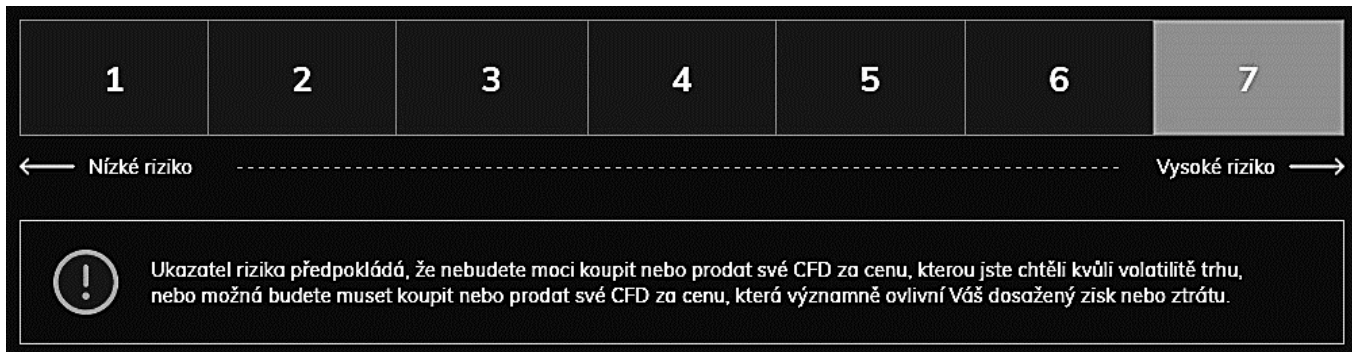 1 2 3 4 5 6 7
← Nízké riziko Vysoké riziko →
Ukazatel rizika předpokládá, že nebudete moci koupit nebo prodat své CFD za cenu, kterou jste chtěli kvůli volatilitě trhu,
nebo možná budete muset koupit nebo prodat své CFD za cenu, která významně ovlivní Váš dosažený zisk nebo ztrátu.